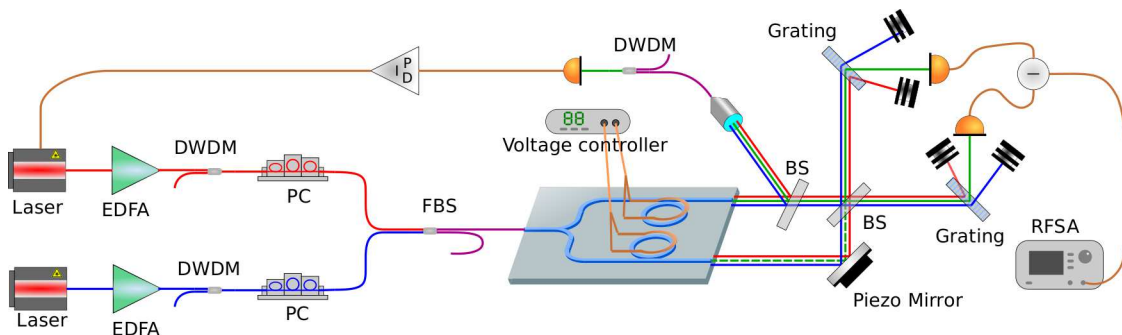 Grating
DWDM
P
I
D
88
Voltage controller
DWDM
Laser
EDFA
PC
FBS
BS
BS
Grating
RFSA
Piezo Mirror
DWDM
Laser
EDFA
PC